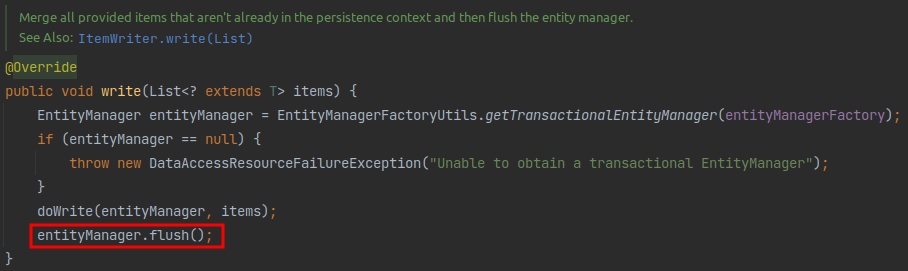 Merge all provided items that aren't already in the persistence context and then flush the entity manager.
See Also: ItemWriter.write(List)
@Override
public void write(List<? extends T> items) {
    EntityManager entityManager = EntityManagerFactoryUtils.getTransactionalEntityManager(entityManagerFactory);
    if (entityManager == null) {
        throw new DataAccessResourceFailureException("Unable to obtain a transactional EntityManager");
    }
    doWrite(entityManager, items);
    entityManager.flush();
}